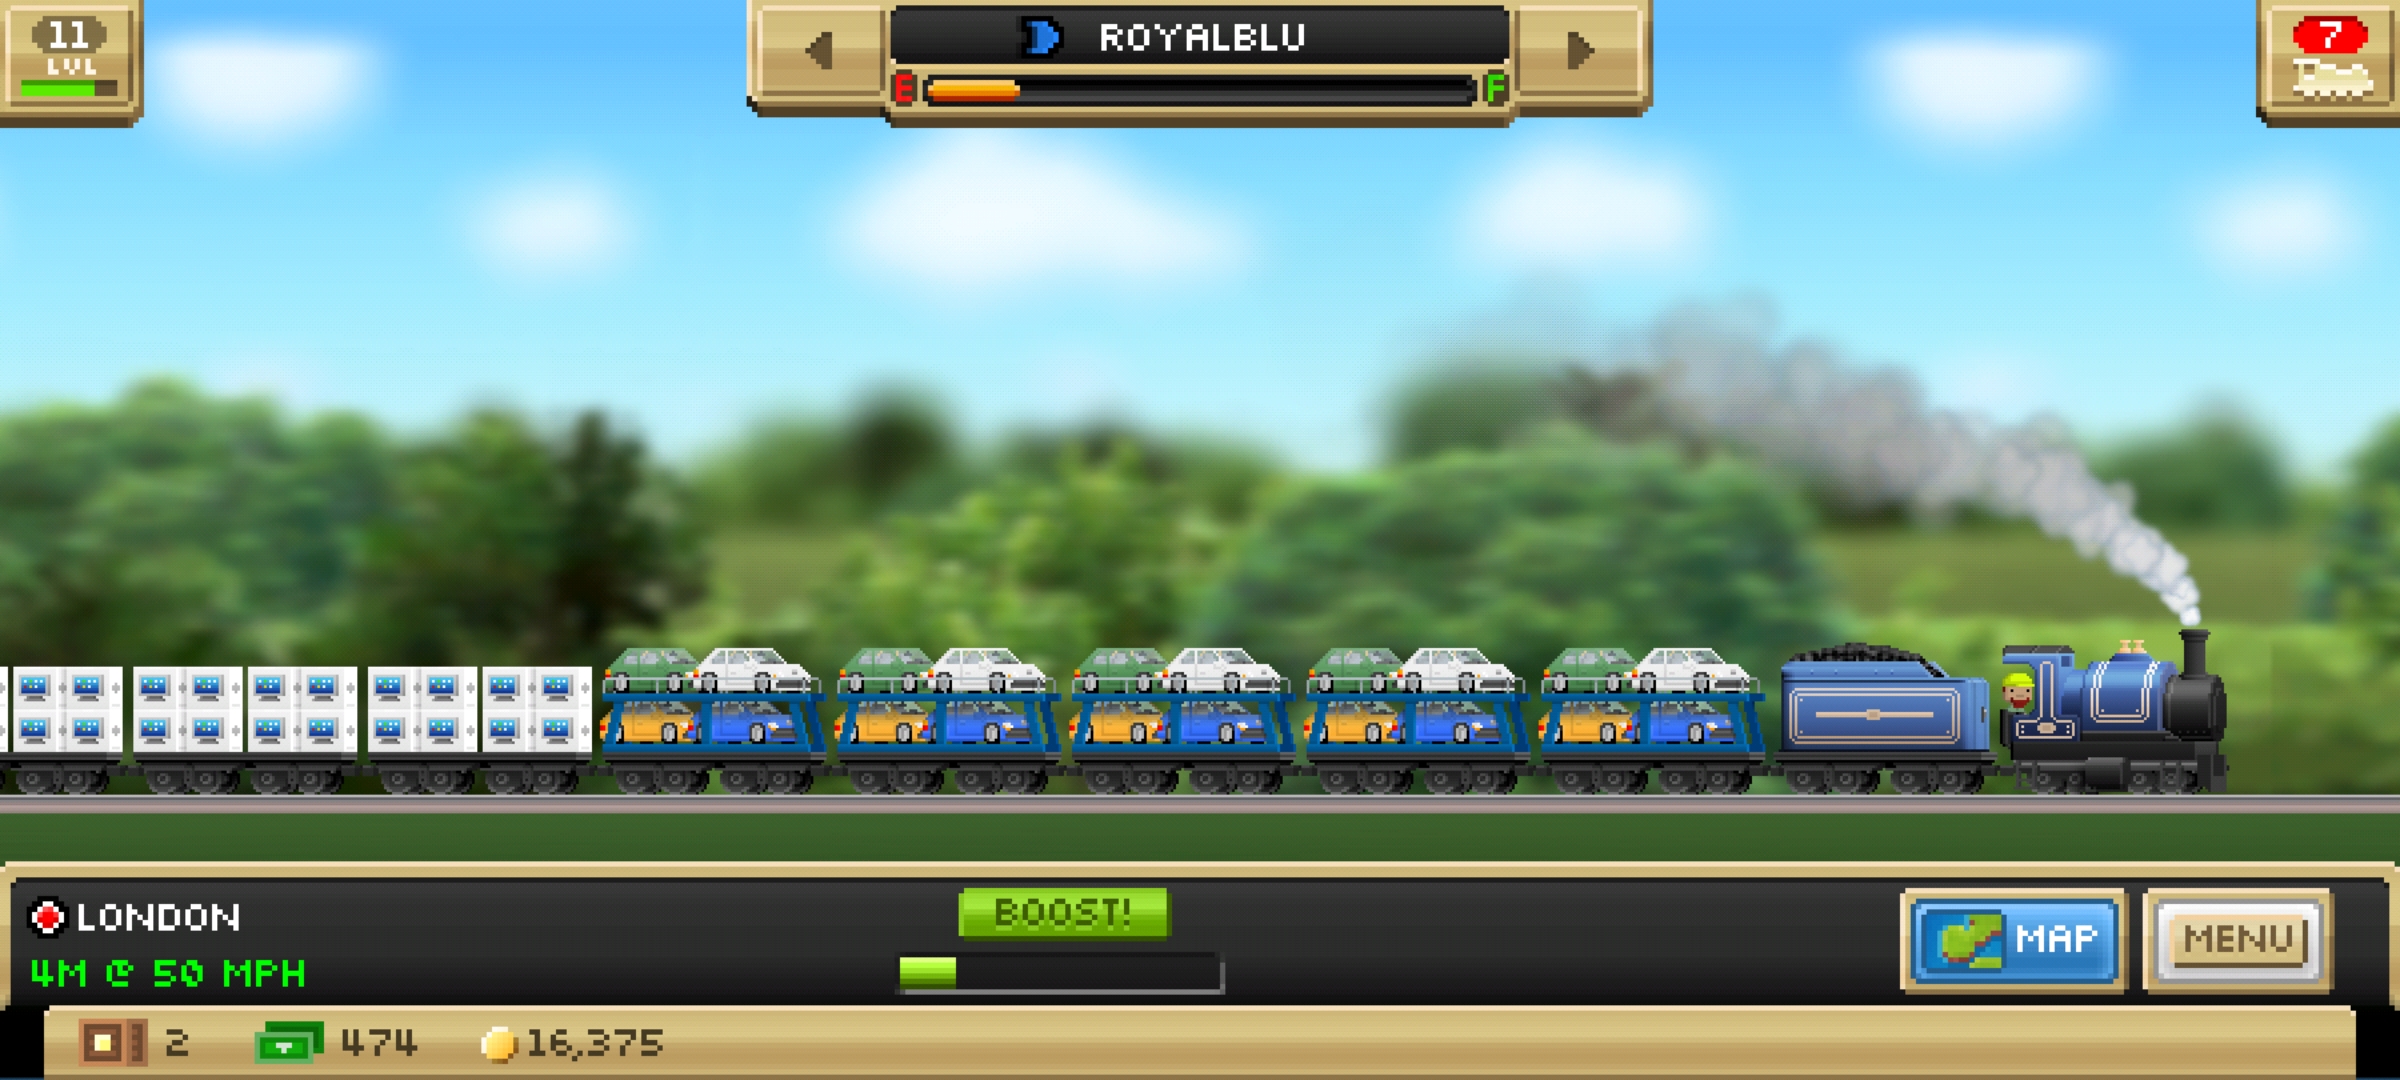 11
LVL
ROYALBLU
E F
7
LONDON
BOOST!
4M @ 50 MPH
MAP
MENU
2 474 16,375